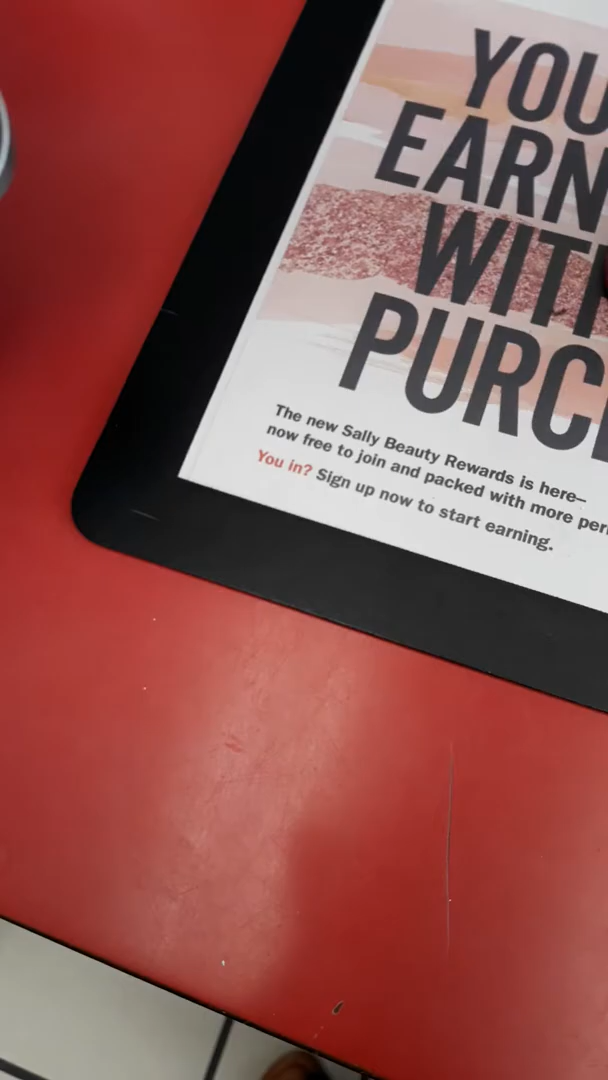 YOU
EARN
WITH
PURC
The new Sally Beauty Rewards is here–
now free to join and packed with more per
You in? Sign up now to start earning.